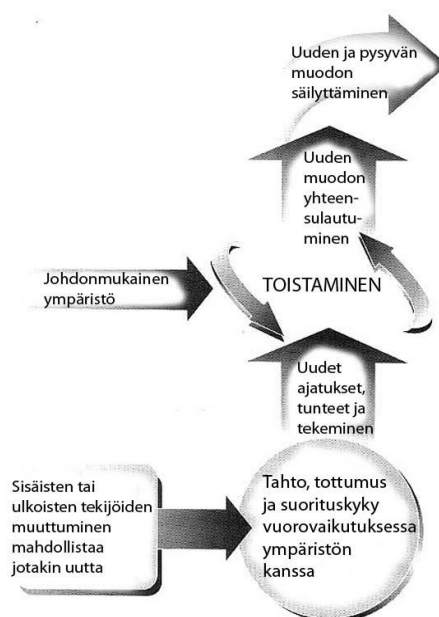 Uuden ja pysyvän
muodon
säilyttäminen
Uuden
muodon
yhteen-
sulautu-
minen
Johdonmukainen
ympäristö
TOISTAMINEN
Uudet
ajatukset,
tunteet ja
tekeminen
Sisäisten tai
ulkoisten tekijöiden
muuttuminen
mahdollistaa
jotakin uutta
Tahto, tottumus
ja suorituskyky
vuorovaikutuksessa
ympäristön
kanssa